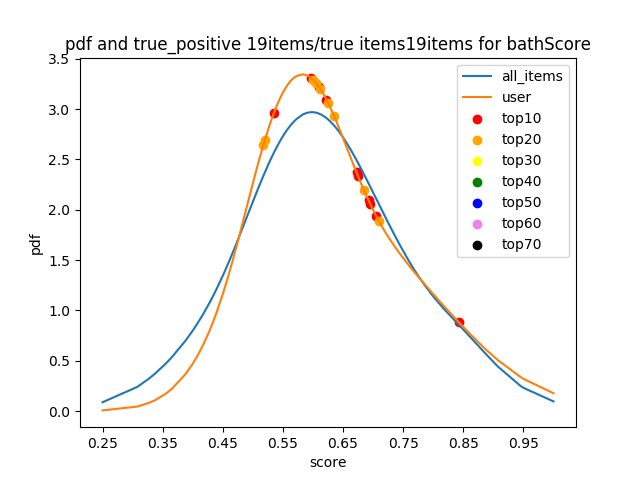 pdf and true_positive 19items/true items19items for bathScore
3.5
3.0
2.5
2.0
1.5
1.0
0.5
0.0
pdf
0.25 0.35 0.45 0.55 0.65 0.75 0.85 0.95
score
all_items
user
top10
top20
top30
top40
top50
top60
top70